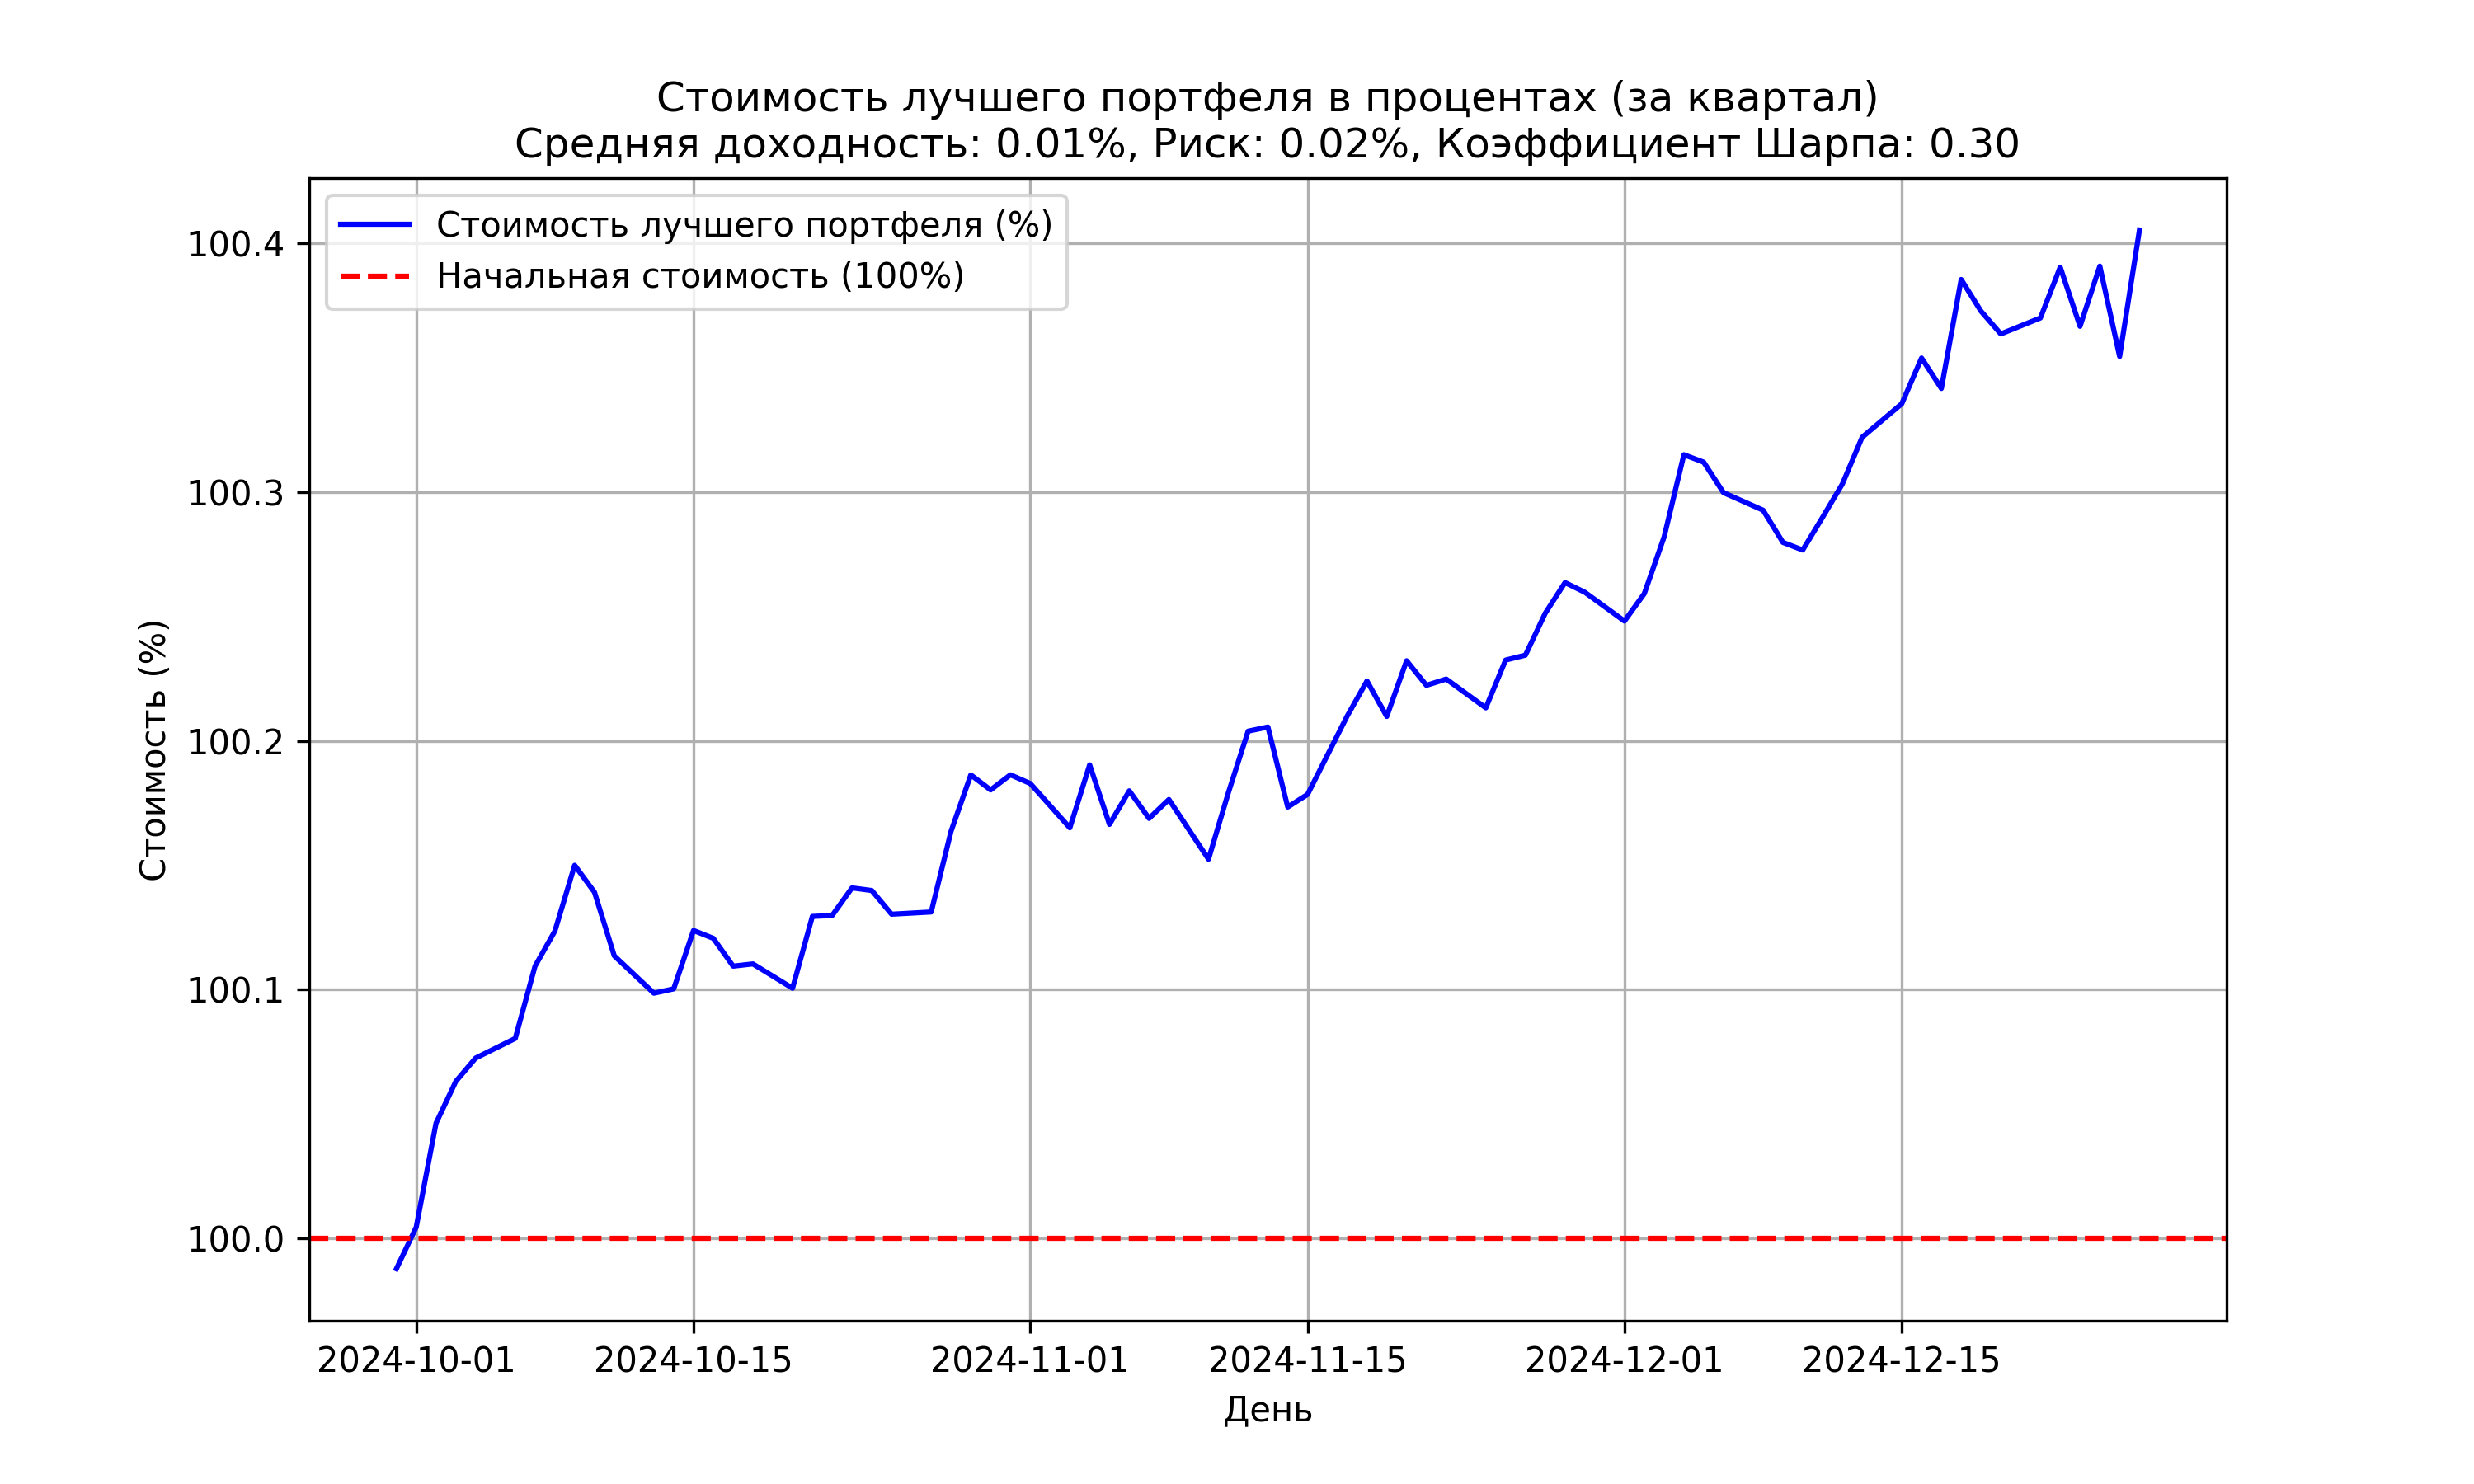 Стоимость лучшего портфеля в процентах (за квартал)
Средняя доходность: 0.01%, Риск: 0.02%, Коэффициент Шарпа: 0.30
Стоимость лучшего портфеля (%)
Начальная стоимость (100%)
Стоимость (%)
100.4
100.3
100.2
100.1
100.0
2024-10-01 2024-10-15 2024-11-01 2024-11-15 2024-12-01 2024-12-15
День